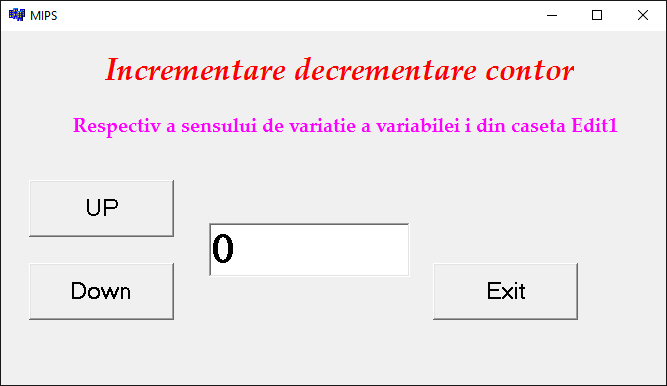 MIPS
Incrementare decrementare contor
Respectiv a sensului de variatie a variabilei i din caseta Edit1
UP
0
Down
Exit